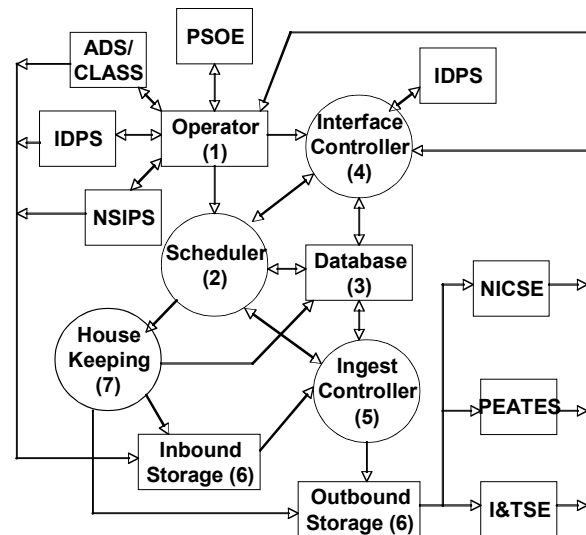 ADS/
CLASS
PSOE
IDPS
IDPS
Operator
(1)
Interface
Controller
(4)
NSIPS
Scheduler
(2)
Database
(3)
NICSE
House
Keeping
(7)
Ingest
Controller
(5)
PEATES
Inbound
Storage (6)
Outbound
Storage (6)
I&TSE